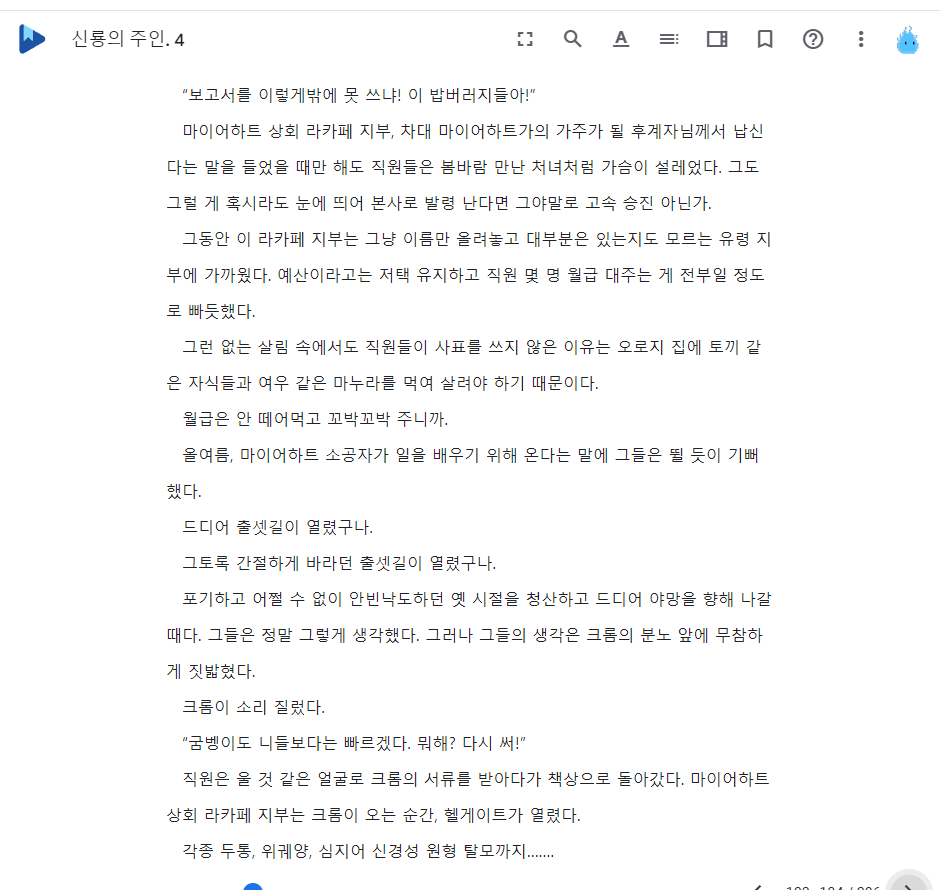 신룡의 주인. 4
“보고서를 이렇게밖에 못 쓰냐! 이 밥버러지들아!”
마이어하트 상회 라카페 지부, 차대 마이어하트가의 가주가 될 후계자님께서 납신
다는 말을 들었을 때만 해도 직원들은 봄바람 만난 처녀처럼 가슴이 설레었다. 그도
그럴 게 혹시라도 눈에 띄어 본사로 발령 난다면 그야말로 고속 승진 아닌가.
그동안 이 라카페 지부는 그냥 이름만 올려놓고 대부분은 있는지도 모르는 유령 지
부에 가까웠다. 예산이라고는 저택 유지하고 직원 몇 명 월급 대주는 게 전부일 정도
로 빠듯했다.
그런 없는 살림 속에서도 직원들이 사표를 쓰지 않은 이유는 오로지 집에 토끼 같
은 자식들과 여우 같은 마누라를 먹여 살려야 하기 때문이다.
월급은 안 떼어먹고 꼬박꼬박 주니까.
올여름, 마이어하트 소공자가 일을 배우기 위해 온다는 말에 그들은 뛸 듯이 기뻐
했다.
드디어 출셋길이 열렸구나.
그토록 간절하게 바라던 출셋길이 열렸구나.
포기하고 어쩔 수 없이 안빈낙도하던 옛 시절을 청산하고 드디어 야망을 향해 나갈
때다. 그들은 정말 그렇게 생각했다. 그러나 그들의 생각은 크롬의 분노 앞에 무참하
게 짓밟혔다.
크롬이 소리 질렀다.
“굼벵이도 니들보다는 빠르겠다. 뭐해? 다시 써!”
직원은 울 것 같은 얼굴로 크롬의 서류를 받아다가 책상으로 돌아갔다. 마이어하트
상회 라카페 지부는 크롬이 오는 순간, 헬게이트가 열렸다.
각종 두통, 위궤양, 심지어 신경성 원형 탈모까지…….